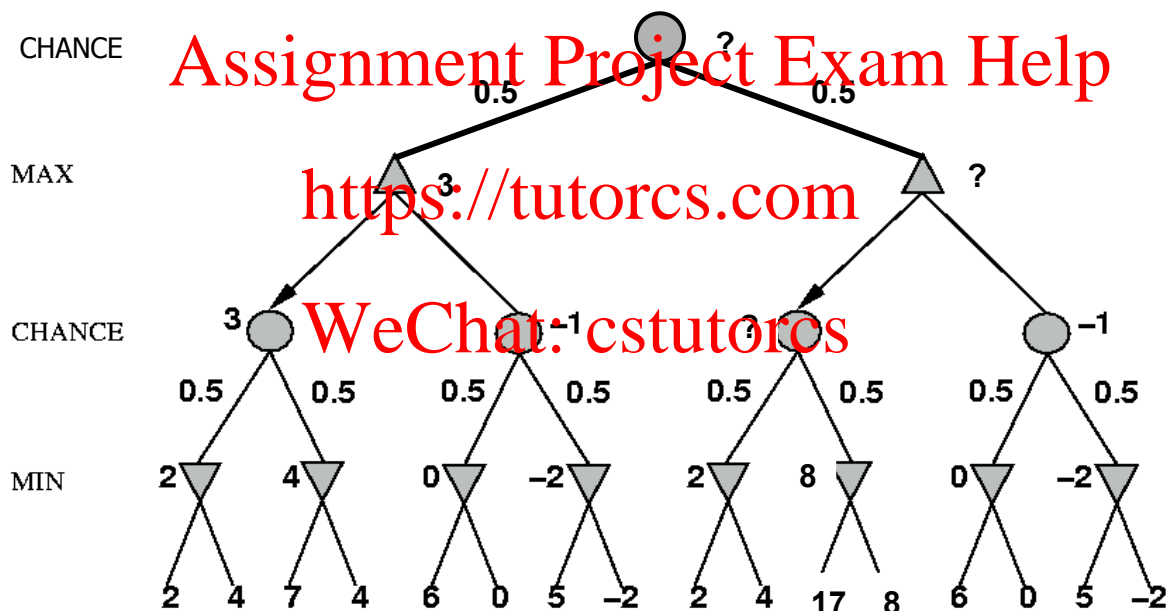 CHANCE ?
Assignment Project Exam Help
0.5 0.5
MAX 3 ?
https://tutorcs.com
CHANCE 3 –1 ? –1
WeChat: cstutorcs
0.5 0.5 0.5 0.5 0.5 0.5 0.5 0.5
MIN 2 4 0 –2 2 8 0 –2
2 4 7 4 6 0 5 –2 2 4 17 8 6 0 5 –2